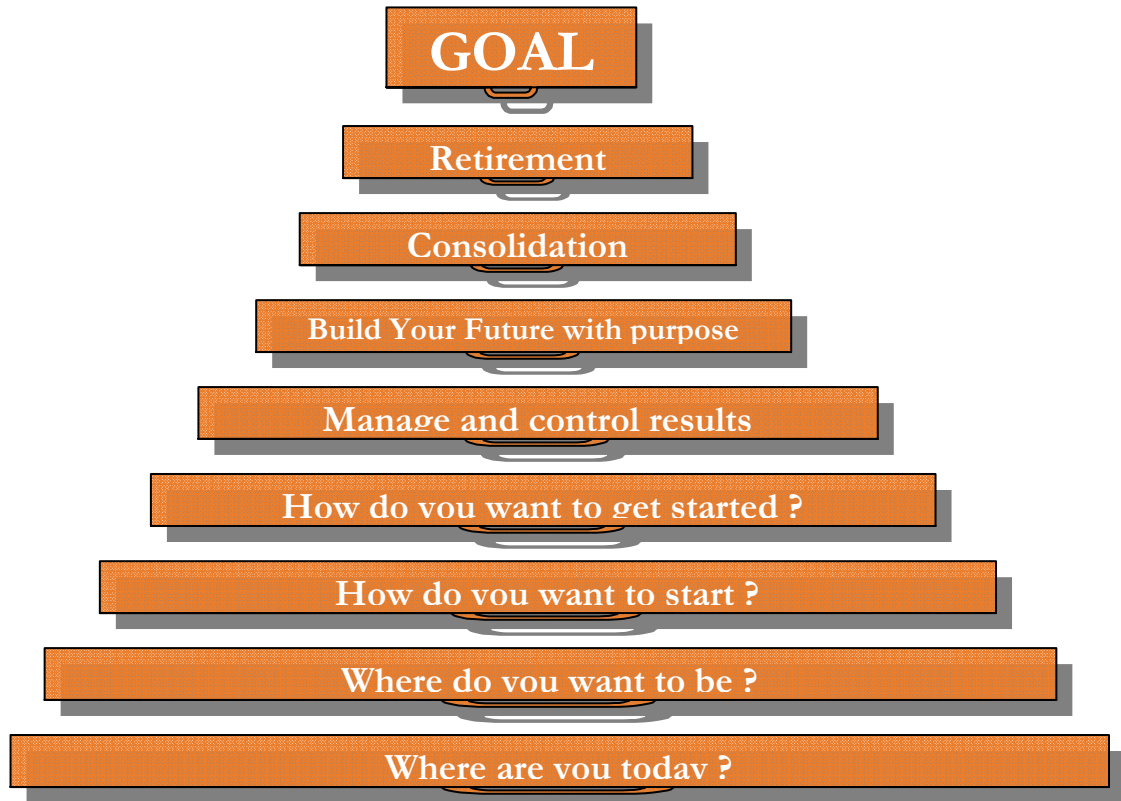 GOAL
Retirement
Consolidation
Build Your Future with purpose
Manage and control results
How do you want to get started ?
How do you want to start ?
Where do you want to be ?
Where are you today ?